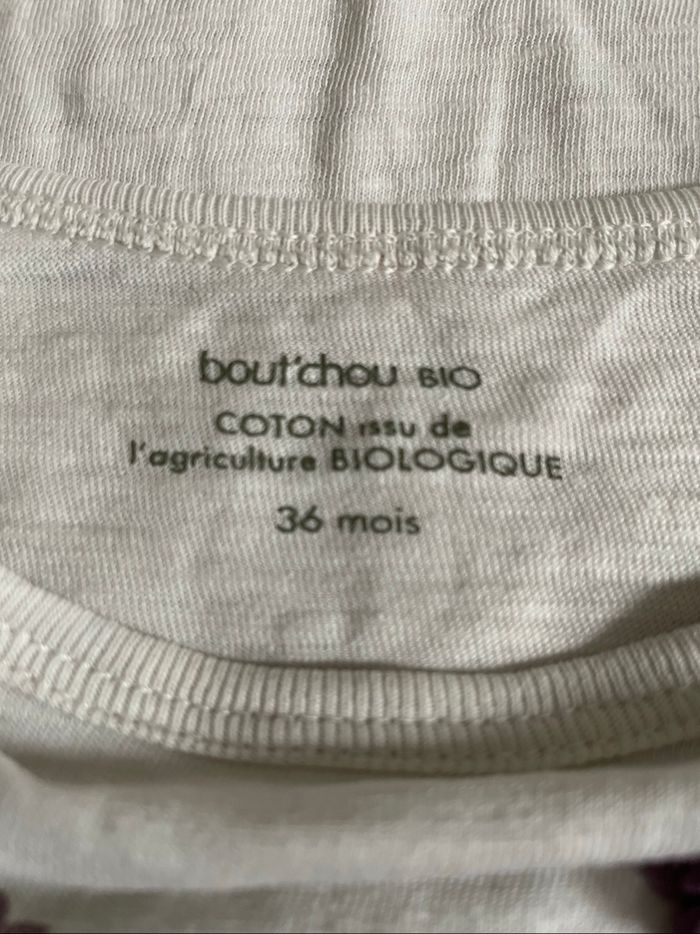 bout'chou BIO
COTON issu de
l'agriculture BIOLOGIQUE
36 mois